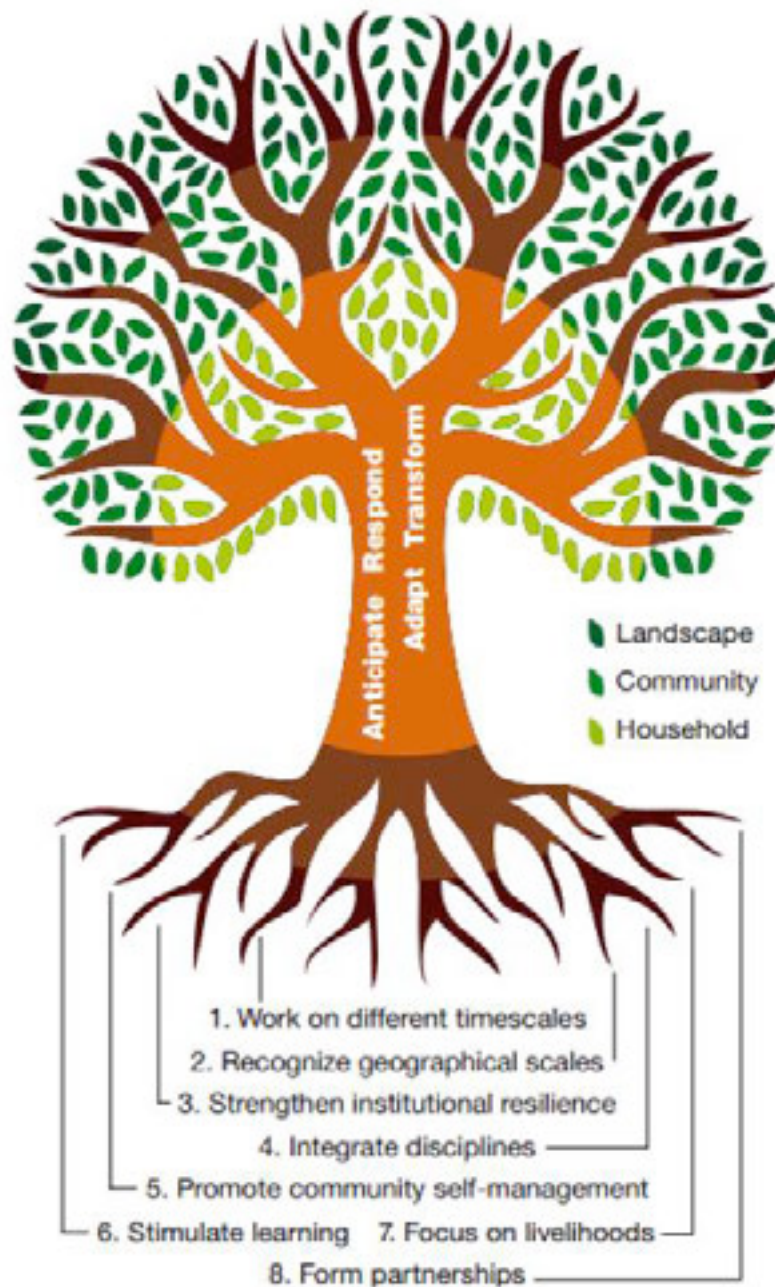 Anticipate Respond
Adapt Transform
Landscape
Community
Household
1. Work on different timescales
2. Recognize geographical scales
3. Strengthen institutional resilience
4. Integrate disciplines
5. Promote community self-management
6. Stimulate learning 7. Focus on livelihoods
8. Form partnerships